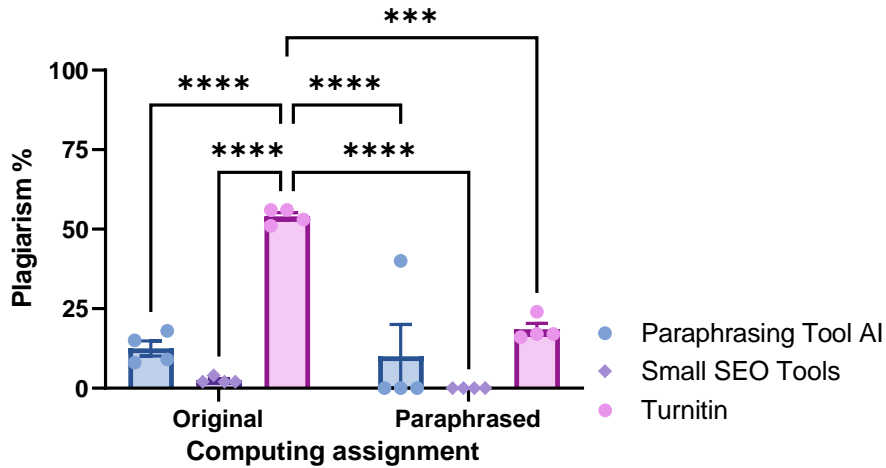 ***
100
****
****
75
****
****
Plagiarism %
50
25
0
Paraphrasing Tool AI
Small SEO Tools
Turnitin
Original
Paraphrased
Computing assignment